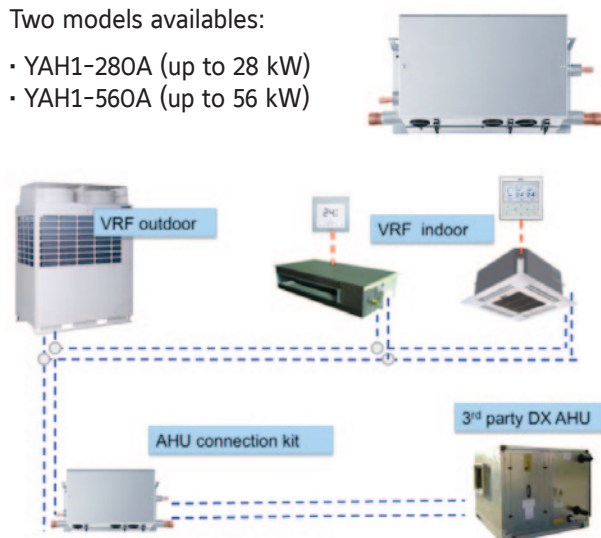 Two models availables:
· YAH1-280A (up to 28 kW)
· YAH1-560A (up to 56 kW)
VRF outdoor
VRF indoor
AHU connection kit
3rd party DX AHU